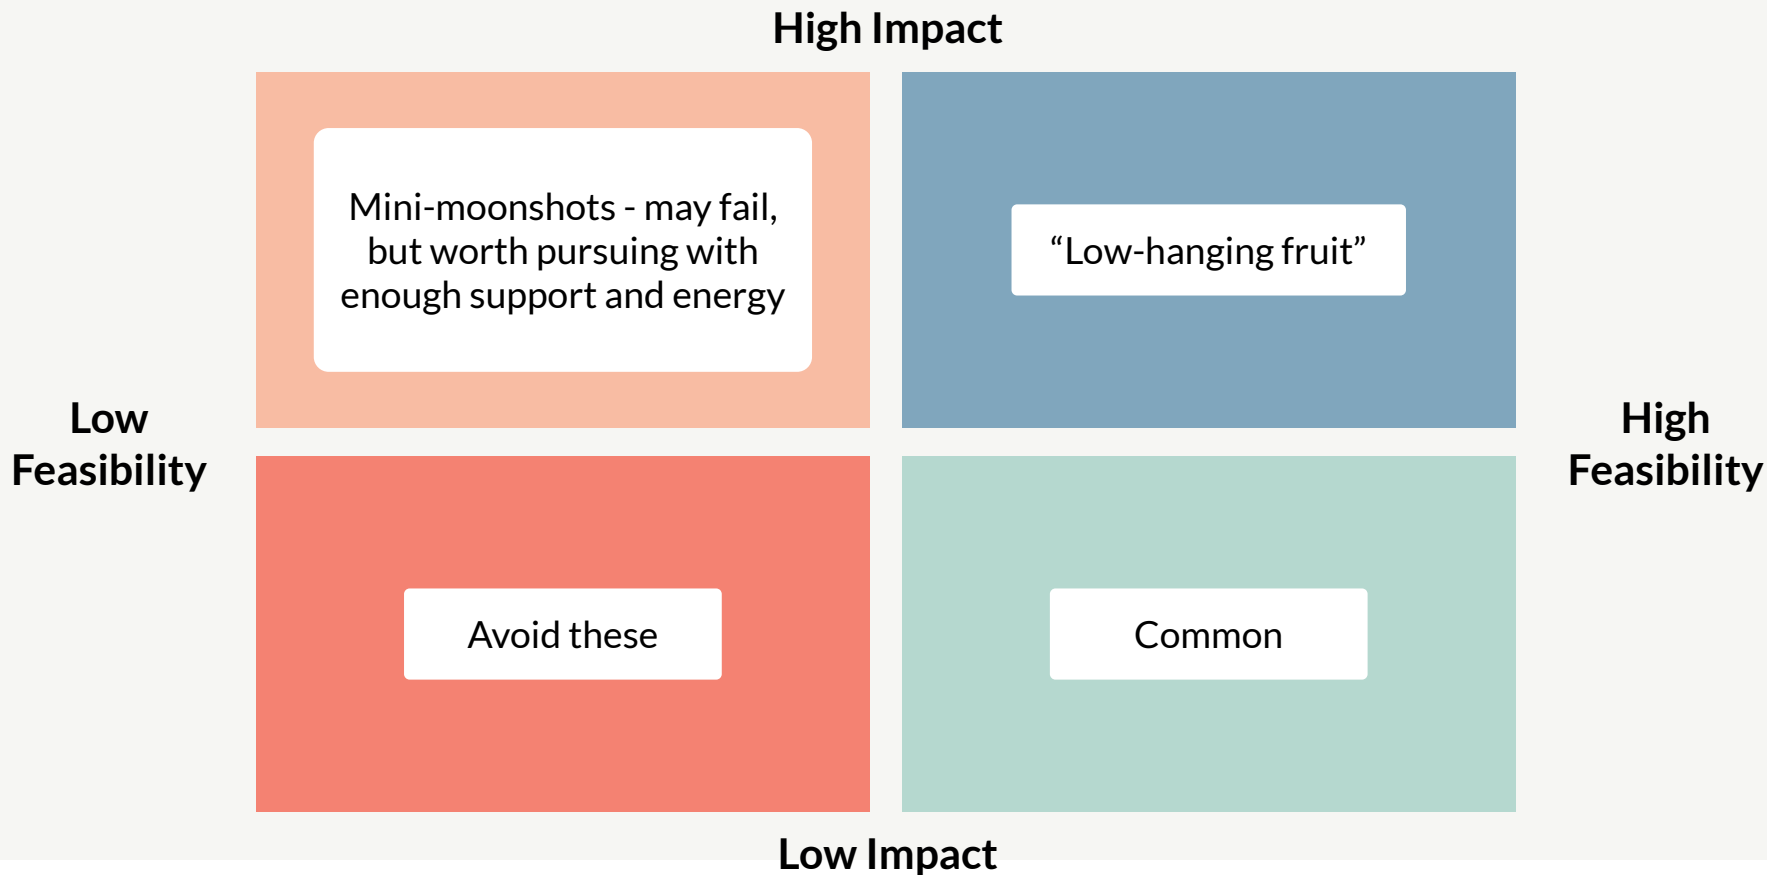 High Impact
Mini-moonshots - may fail,
but worth pursuing with
enough support and energy
“Low-hanging fruit”
Low
Feasibility
High
Feasibility
Avoid these
Common
Low Impact